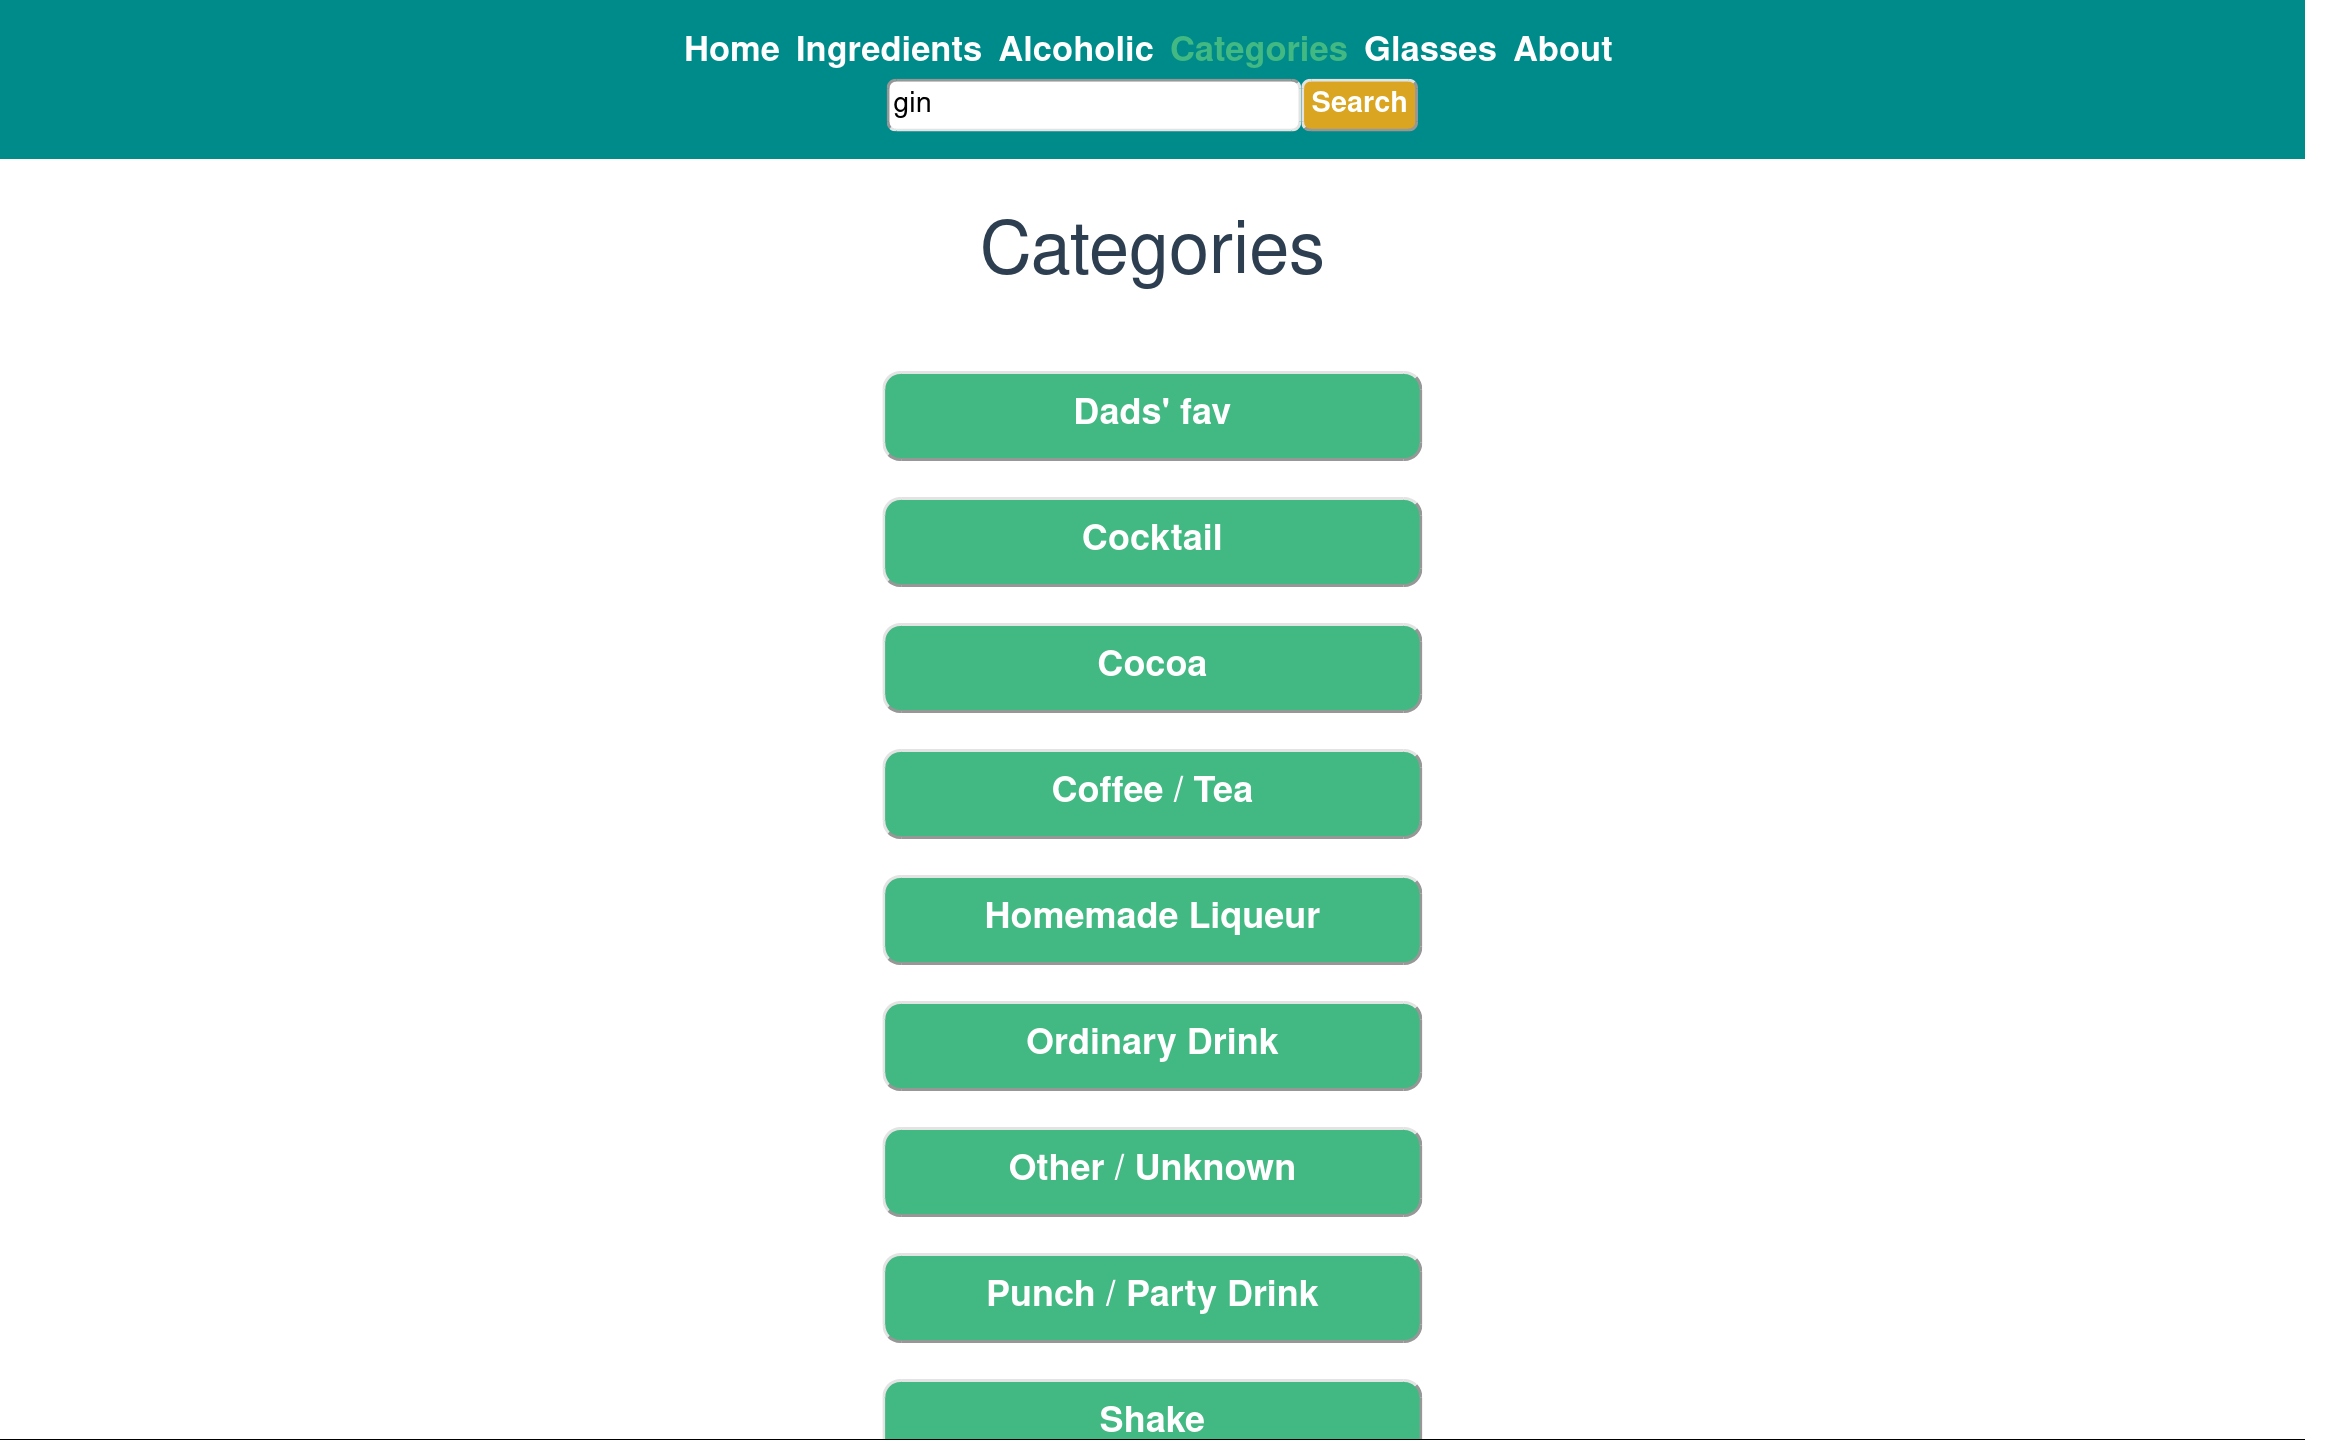 Home Ingredients Alcoholic Categories Glasses About
gin Search
Categories
Dads' fav
Cocktail
Cocoa
Coffee / Tea
Homemade Liqueur
Ordinary Drink
Other / Unknown
Punch / Party Drink
Shake